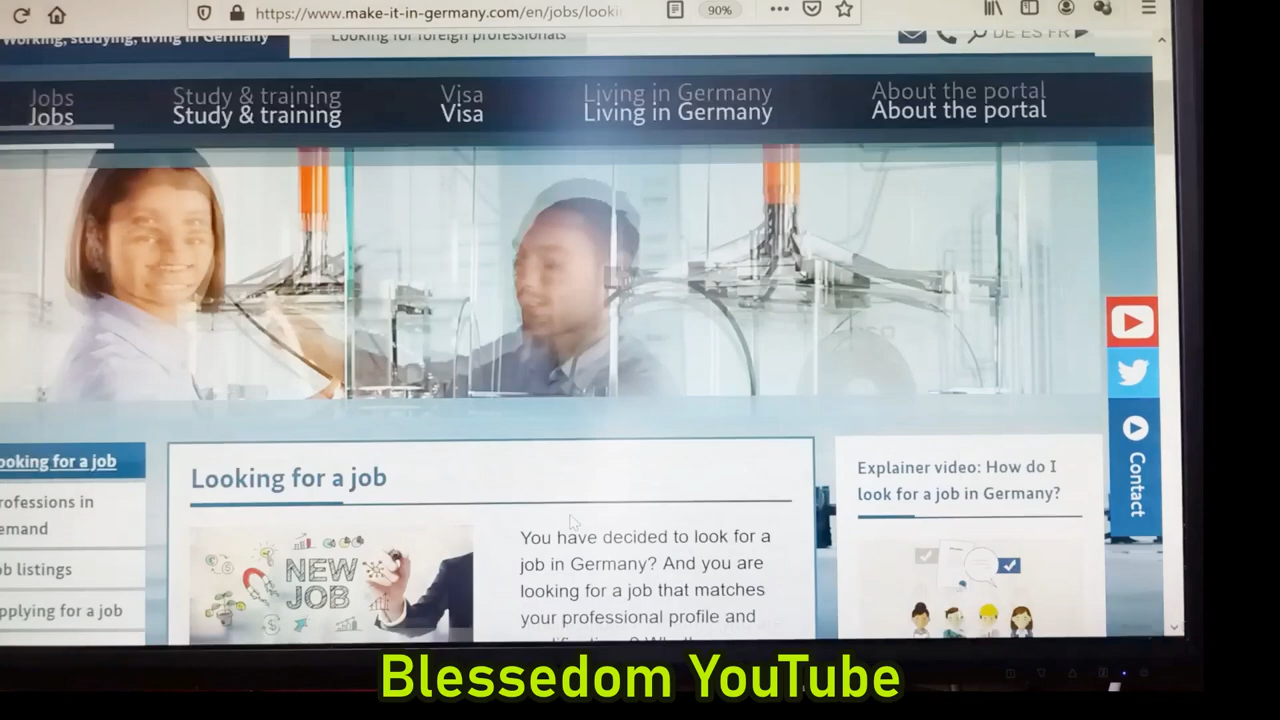 https://www.make-it-in-germany.com/en/jobs/looki
90%
Working, studying, living in Germany
Looking for foreign professionals
DE ES FR
Jobs
Study & training
Visa
Living in Germany
About the portal
Jobs
Study & training
Visa
Living in Germany
About the portal
ooking for a job
rofessions in
emand
ob listings
pplying for a job
Looking for a job
NEW
JOB
You have decided to look for a
job in Germany? And you are
looking for a job that matches
your professional profile and
Explainer video: How do I
look for a job in Germany?
Contact
Blessedom YouTube